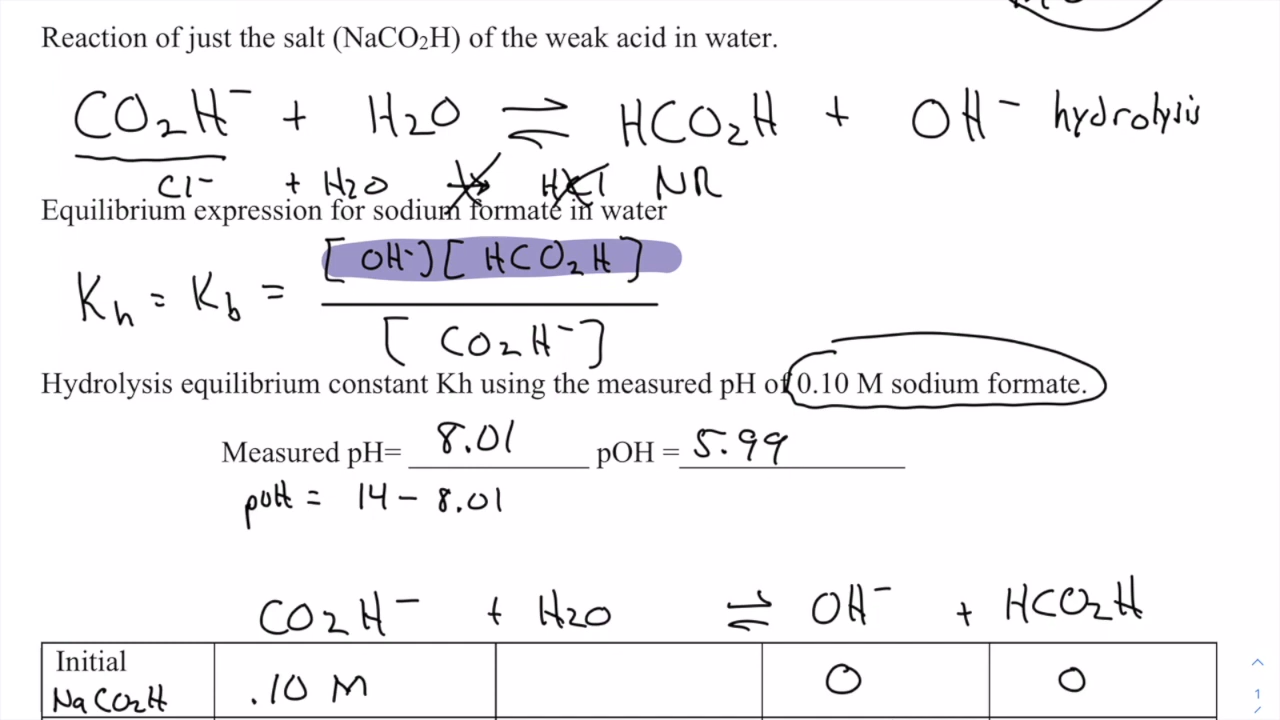 Reaction of just the salt (NaCO₂H) of the weak acid in water.
CO₂H⁻ + H₂O ⇌ HCO₂H + OH⁻ hydrolysis
Cl⁻ + H₂O → HCl NR
Equilibrium expression for sodium formate in water
Kh = Kb = [OH⁻][HCO₂H]
[CO₂H⁻]
Hydrolysis equilibrium constant Kh using the measured pH of 0.10 M sodium formate.
Measured pH= 8.01 pOH = 5.99
pOH = 14 - 8.01
CO₂H⁻ + H₂O ⇌ OH⁻ + HCO₂H
Initial
NaCO₂H .10 M 0 0
1